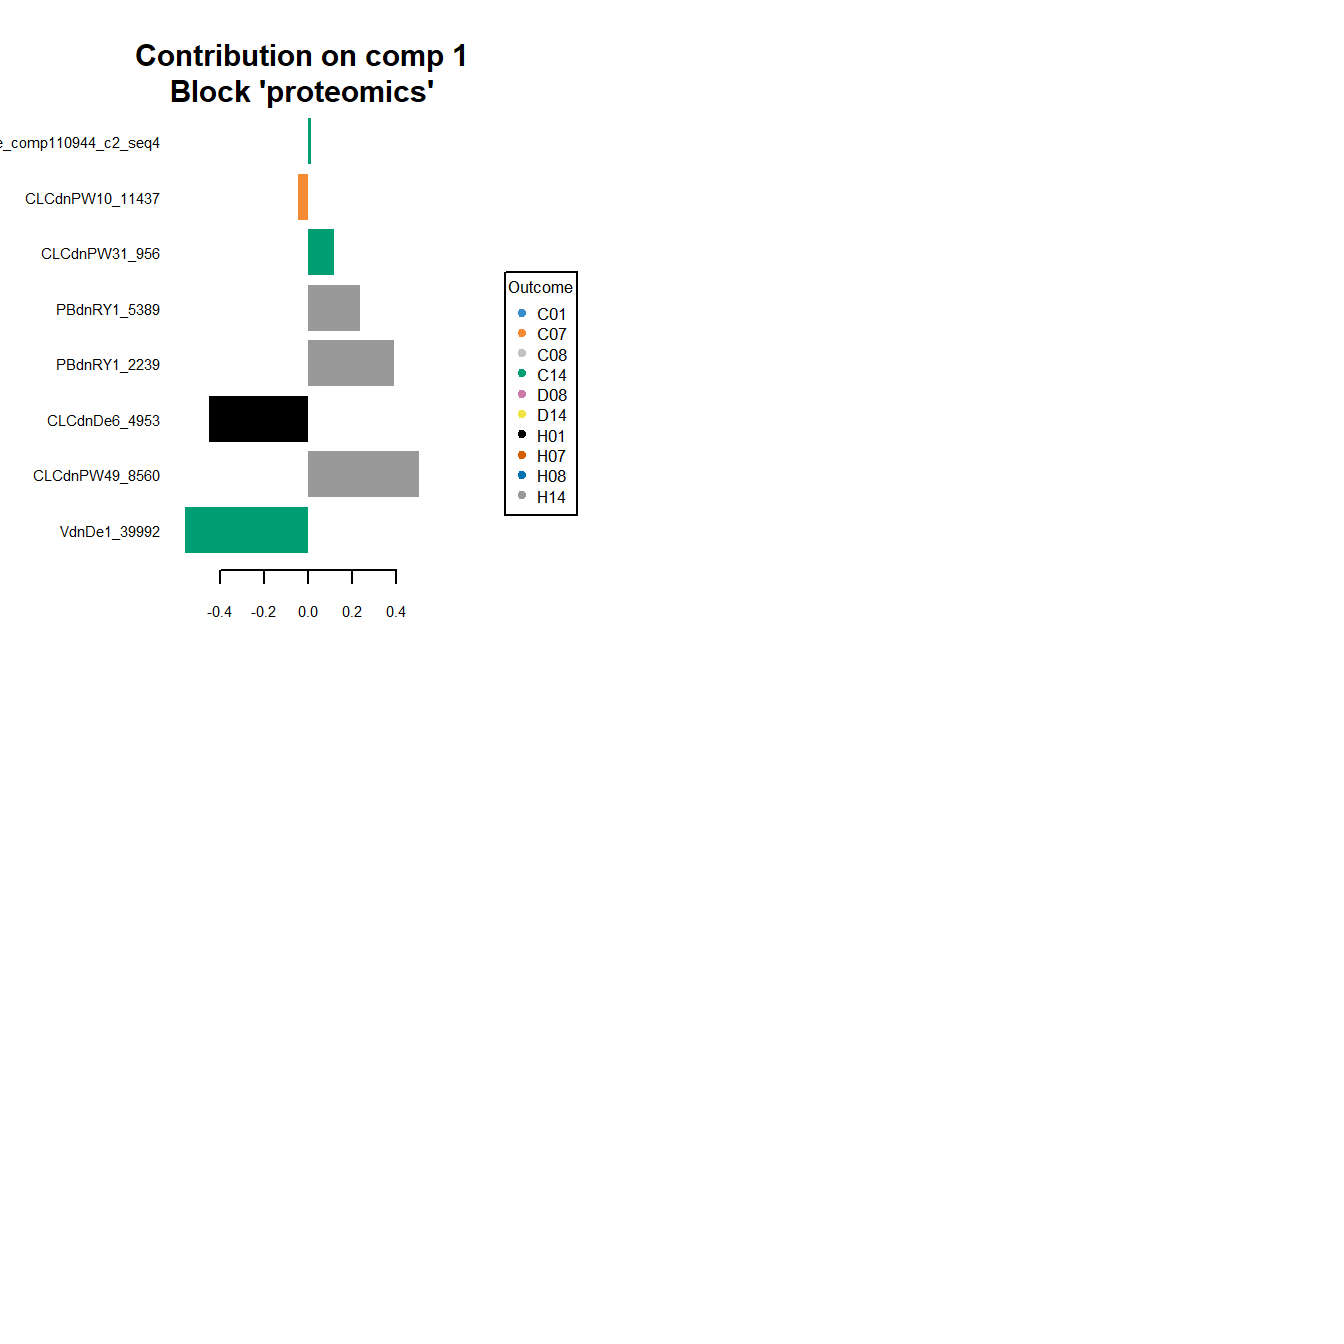 Contribution on comp 1
Block 'proteomics'
e_comp110944_c2_seq4
CLCdnPW10_11437
CLCdnPW31_956
PBdnRY1_5389
PBdnRY1_2239
CLCdnDe6_4953
CLCdnPW49_8560
VdnDe1_39992
-0.4 -0.2 0.0 0.2 0.4
Outcome
C01
C07
C08
C14
D08
D14
H01
H07
H08
H14